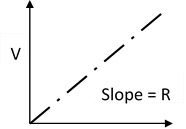 V
Slope = R